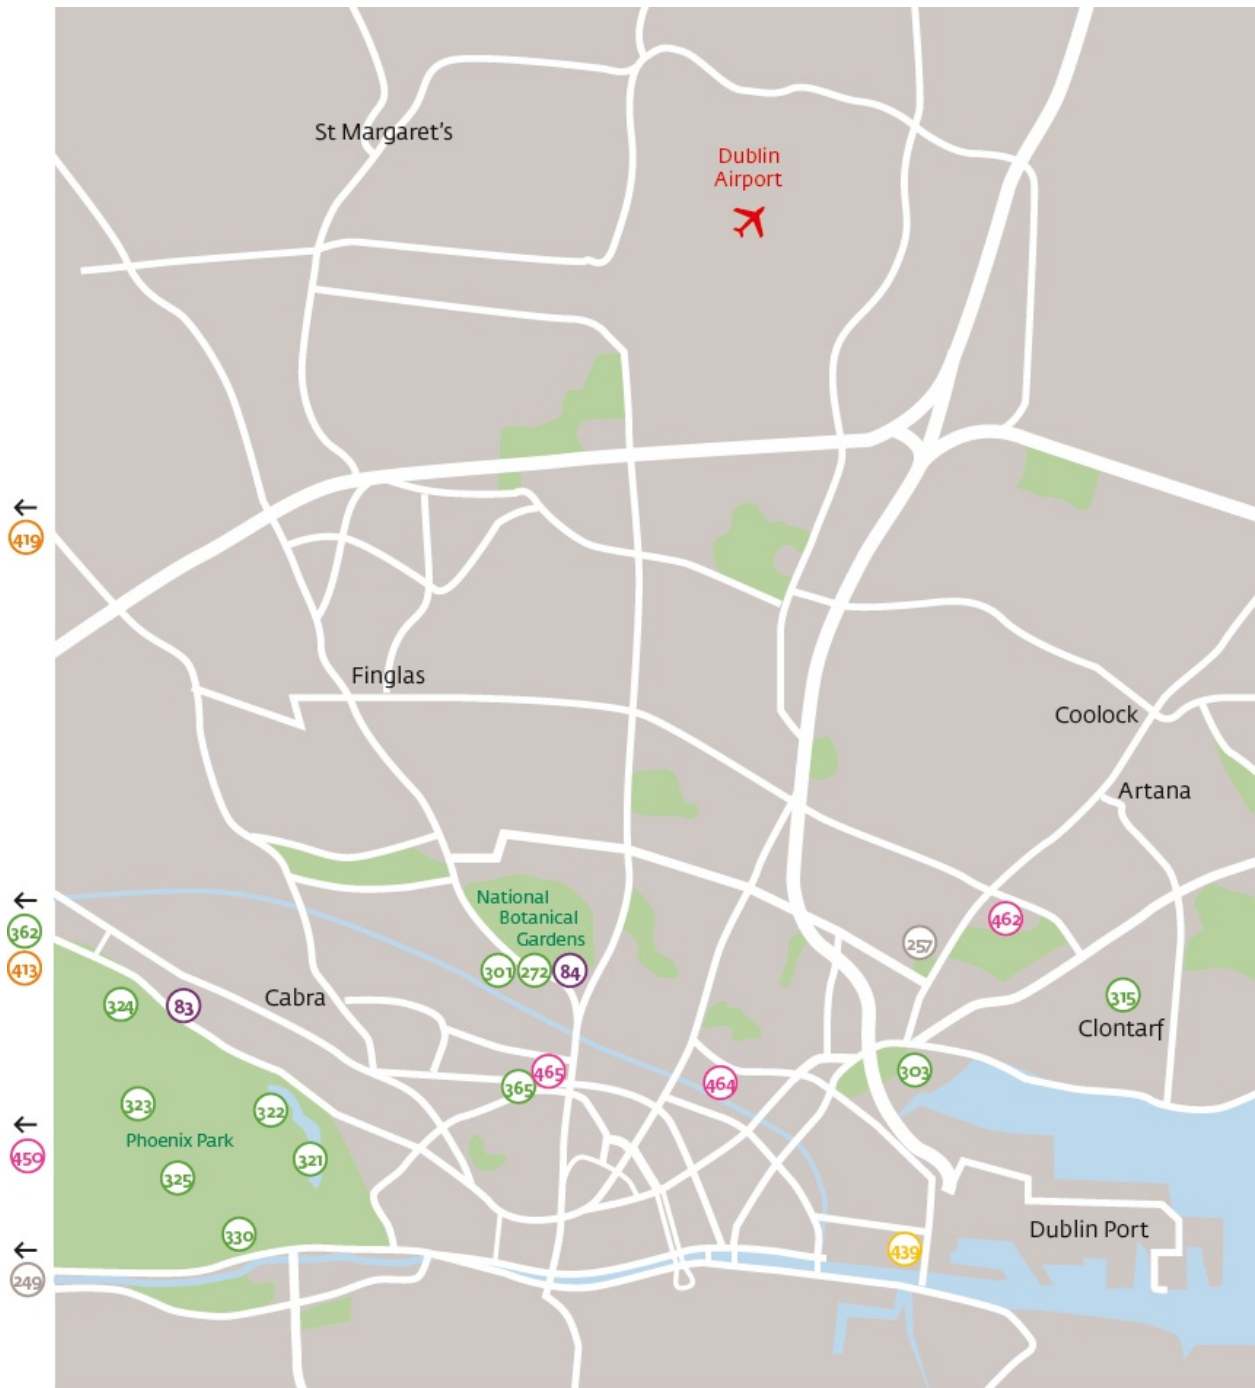 St Margaret's
Dublin
Airport
419
Finglas
Coolock
Artana
National
Botanical
Gardens
362
413
301
272
84
462
257
324
83
Cabra
315
Clontarf
465
365
464
303
323
322
Phoenix Park
450
321
325
330
439
Dublin Port
249